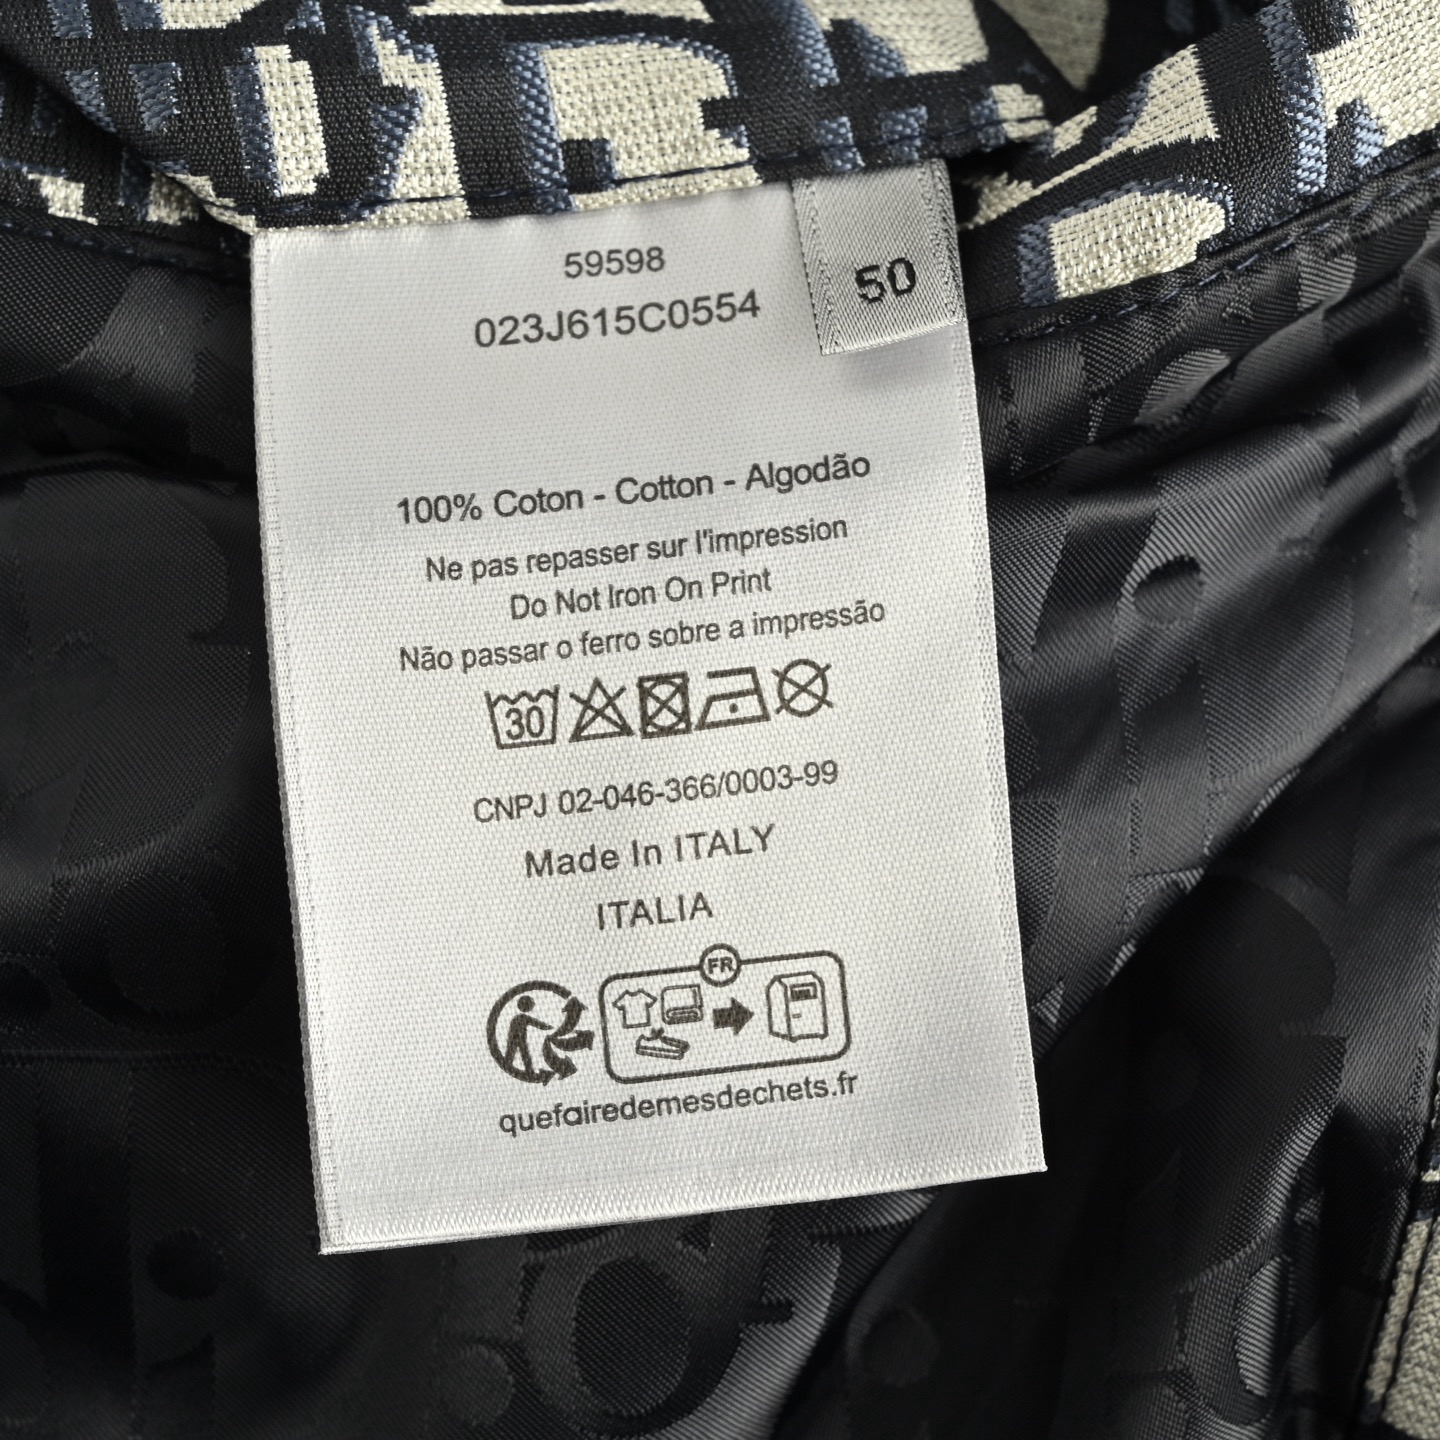 59598
50
023J615C0554
100% Coton - Cotton - Algodão
Ne pas repasser sur l'impression
Do Not Iron On Print
Não passar o ferro sobre a impressão
30
CNPJ 02-046-366/0003-99
Made In ITALY
ITALIA
FR
quefairedemesdechets.fr